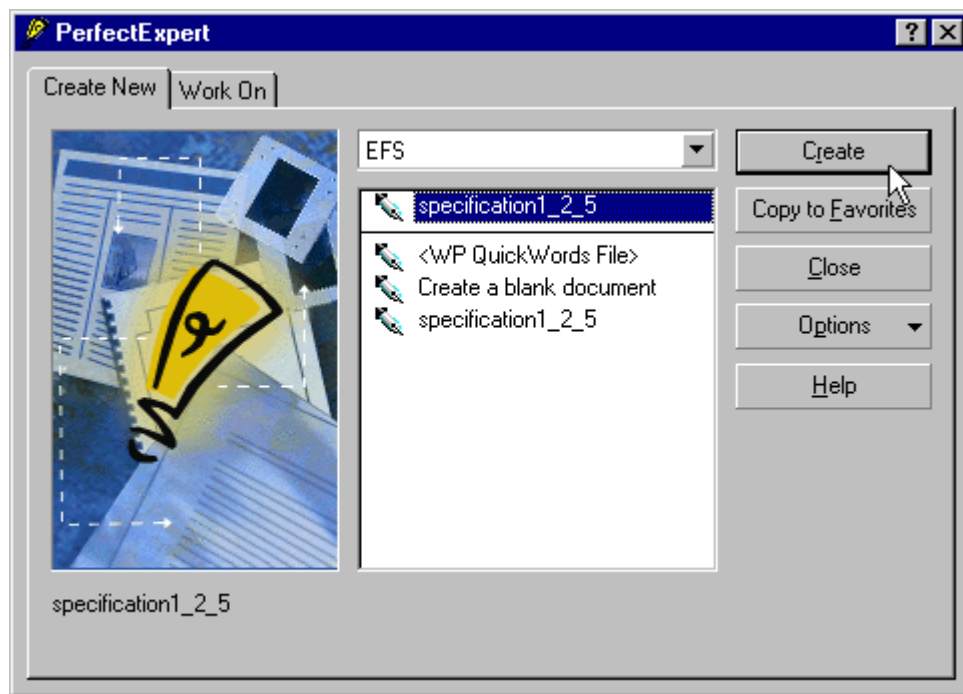 PerfectExpert
Create New
Work On
EFS
specification1_2_5
<WP QuickWords File>
Create a blank document
specification1_2_5
Create
Copy to Favorites
Close
Options
Help
specification1_2_5